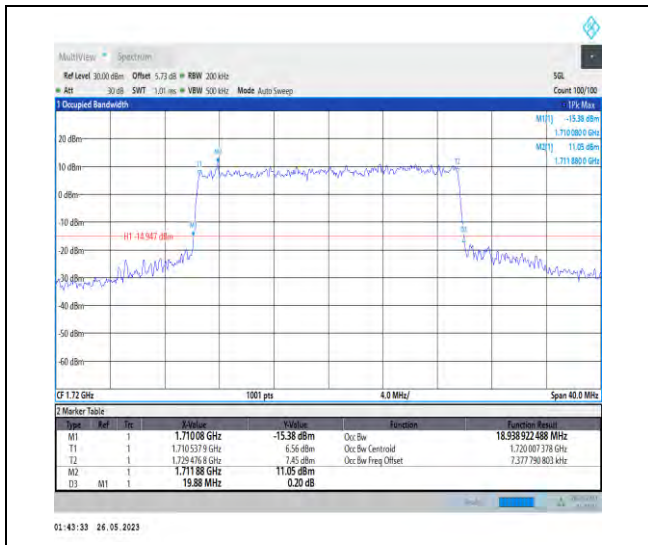 MultiView Spectrum
Ref Level 30.00 dBm Offset 5.73 dB RBW 200 kHz SGL
Att 30 dB SWT 1.01 ms VBW 500 kHz Mode Auto Sweep Count 100/100
1 Occupied Bandwidth 1Pk Max
M1[1] -15.38 dBm
1.710 080 0 GHz
M2[1] 11.05 dBm
1.711 880 0 GHz
20 dBm
M2
T1 T2
10 dBm
0 dBm
-10 dBm
M1
D3
H1 -14.947 dBm
-20 dBm
-30 dBm
-40 dBm
-50 dBm
-60 dBm
CF 1.72 GHz 1001 pts 4.0 MHz/ Span 40.0 MHz
2 Marker Table
Type Ref Trc X-Value Y-Value Function Function Result
M1 1 1.710 08 GHz -15.38 dBm Occ Bw 18.938 922 488 MHz
T1 1 1.710 537 9 GHz 6.56 dBm Occ Bw Centroid 1.720 007 378 GHz
T2 1 1.729 476 8 GHz 7.45 dBm Occ Bw Freq Offset 7.377 790 803 kHz
M2 1 1.711 88 GHz 11.05 dBm
D3 M1 1 19.88 MHz 0.20 dB
01:43:33 26.05.2023